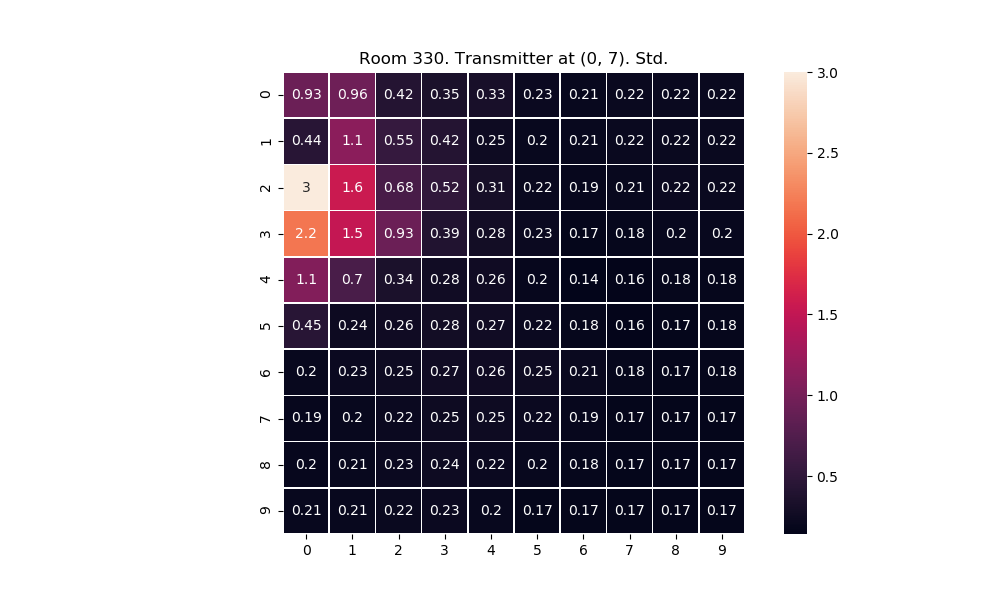 Room 330. Transmitter at (0, 7). Std.
0 0.93 0.96 0.42 0.35 0.33 0.23 0.21 0.22 0.22 0.22
1 0.44 1.1 0.55 0.42 0.25 0.2 0.21 0.22 0.22 0.22
2 3 1.6 0.68 0.52 0.31 0.22 0.19 0.21 0.22 0.22
3 2.2 1.5 0.93 0.39 0.28 0.23 0.17 0.18 0.2 0.2
4 1.1 0.7 0.34 0.28 0.26 0.2 0.14 0.16 0.18 0.18
5 0.45 0.24 0.26 0.28 0.27 0.22 0.18 0.16 0.17 0.18
6 0.2 0.23 0.25 0.27 0.26 0.25 0.21 0.18 0.17 0.18
7 0.19 0.2 0.22 0.25 0.25 0.22 0.19 0.17 0.17 0.17
8 0.2 0.21 0.23 0.24 0.22 0.2 0.18 0.17 0.17 0.17
9 0.21 0.21 0.22 0.23 0.2 0.17 0.17 0.17 0.17 0.17
0 1 2 3 4 5 6 7 8 9
3.0
2.5
2.0
1.5
1.0
0.5